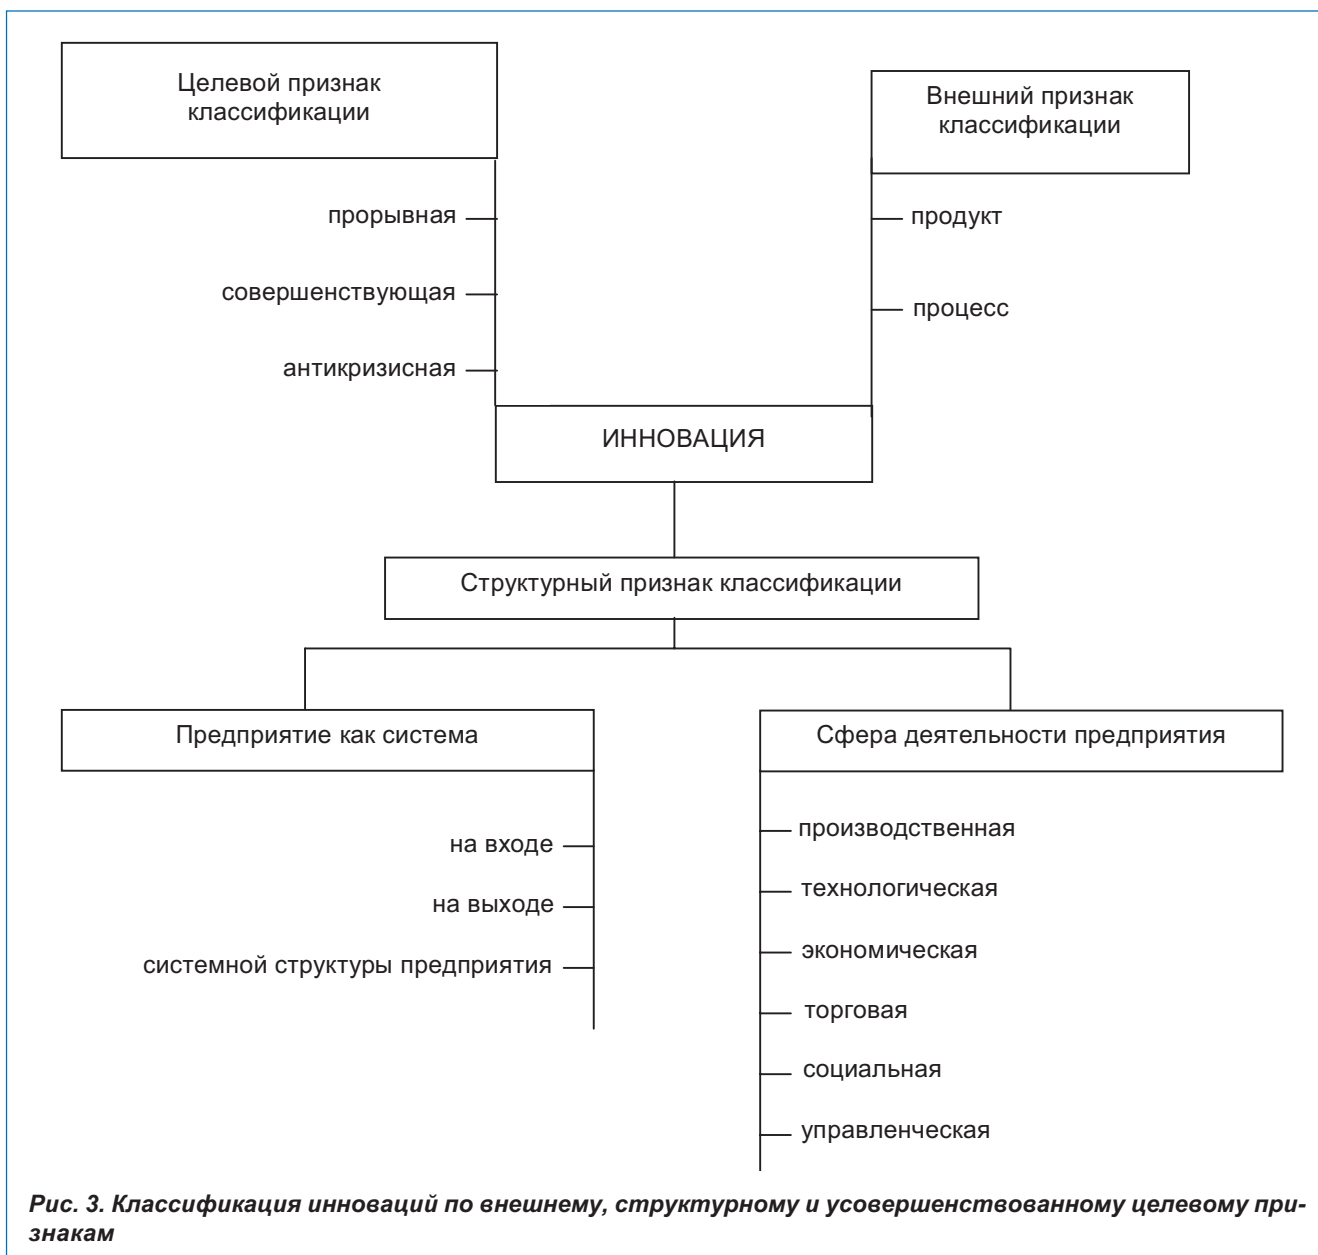 Целевой признак
классификации
Внешний признак
классификации
прорывная
совершенствующая
антикризисная
продукт
процесс
ИННОВАЦИЯ
Структурный признак классификации
Предприятие как система
на входе
на выходе
системной структуры предприятия
Сфера деятельности предприятия
производственная
технологическая
экономическая
торговая
социальная
управленческая
Рис. 3. Классификация инноваций по внешнему, структурному и усовершенствованному целевому при-
знакам